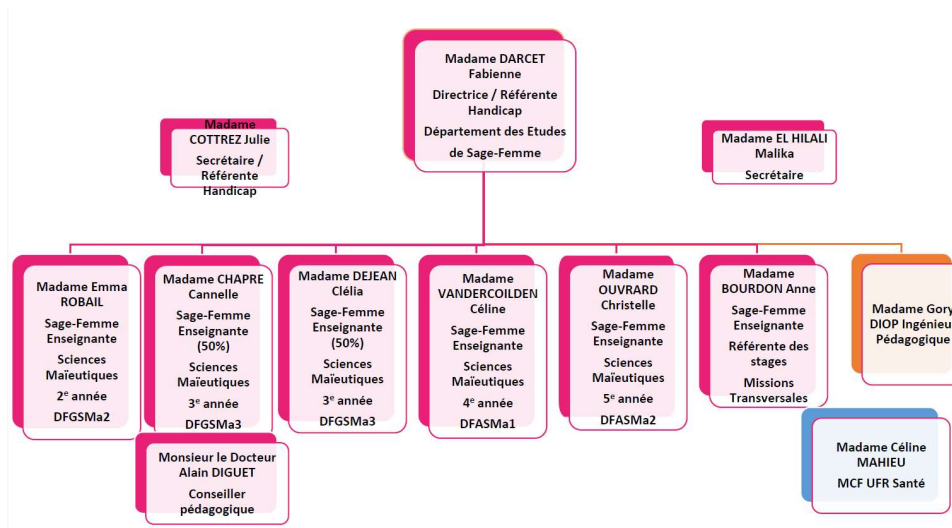 Madame DARCET
Fabienne
Directrice / Référente
Handicap
Département des Etudes
de Sage-Femme
Madame
COTTREZ Julie
Secrétaire /
Référente
Handicap
Madame EL HILALI
Malika
Secrétaire
Madame Emma
ROBAIL
Sage-Femme
Enseignante
Sciences
Maïeutiques
2e année
DFGSMa2
Madame CHAPRE
Cannelle
Sage-Femme
Enseignante
(50%)
Sciences
Maïeutiques
3e année
DFGSMa3
Madame DEJEAN
Clélia
Sage-Femme
Enseignante
(50%)
Sciences
Maïeutiques
3e année
DFGSMa3
Madame
VANDERCOILDEN
Céline
Sage-Femme
Enseignante
Sciences
Maïeutiques
4e année
DFASMa1
Madame
OUVRARD
Christelle
Sage-Femme
Enseignante
Sciences
Maïeutiques
5e année
DFASMa2
Madame
BOURDON Anne
Sage-Femme
Enseignante
Référente des
stages
Missions
Transversales
Madame Gory
DIOP Ingénieur
Pédagogique
Monsieur le Docteur
Alain DIGUET
Conseiller
pédagogique
Madame Céline
MAHIEU
MCF UFR Santé